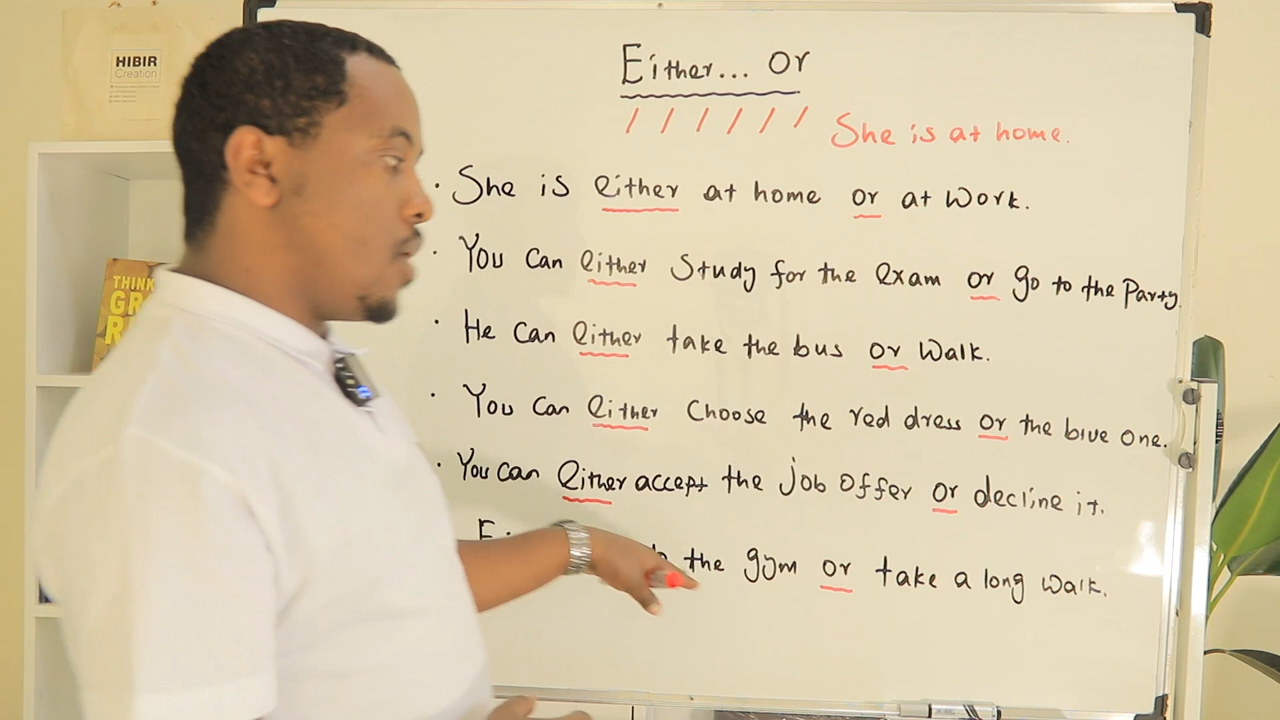 HIBIR
Creation
Either... Or
She is at home.
She is either at home or at work.
You can either study for the exam or go to the Party.
He can either take the bus or walk.
You can either choose the red dress or the blue one.
You can either accept the job offer or decline it.
the gym or take a long walk.
THINK
GR
R